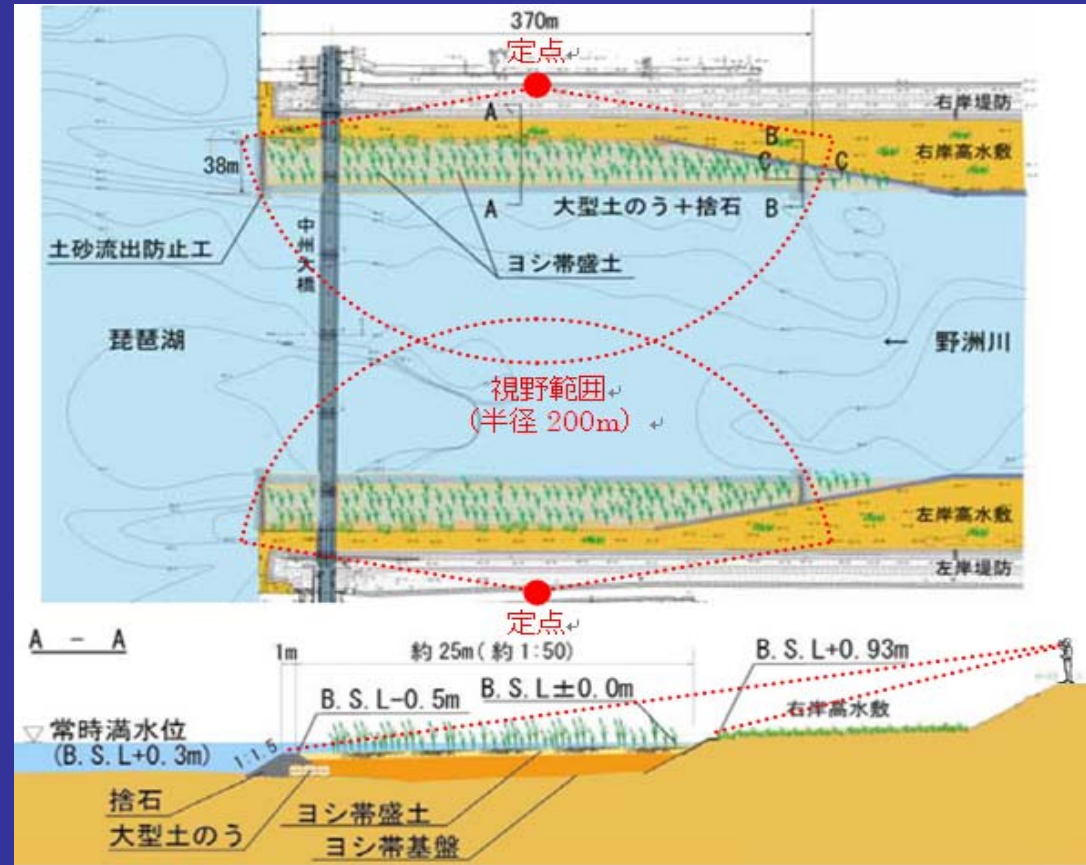 370m
定点
右岸堤防
A
B
右岸高水敷
38m
C
C
A
大型土のう＋捨石
B
土砂流出防止工
中州大橋
ヨシ帯盛土
琵琶湖
← 野洲川
視野範囲
(半径 200m)
左岸高水敷
左岸堤防
定点
A － A
1m
約25m(約1:50)
B.S.L+0.93m
B.S.L-0.5m
B.S.L±0.0m
右岸高水敷
常時満水位
(B.S.L+0.3m)
1:1.5
捨石
大型土のう
ヨシ帯盛土
ヨシ帯基盤